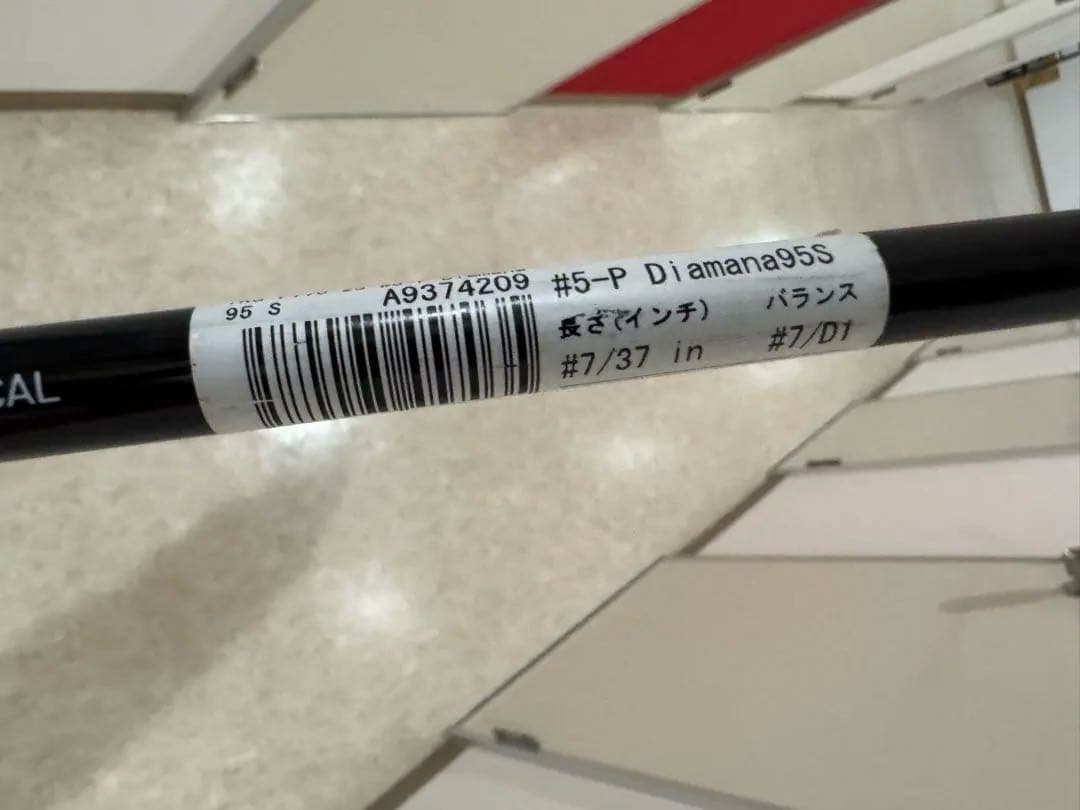 CAL
A9374209
95 S
#5-P Diamana95S
長さ(インチ) バランス
#7/37 in #7/D1